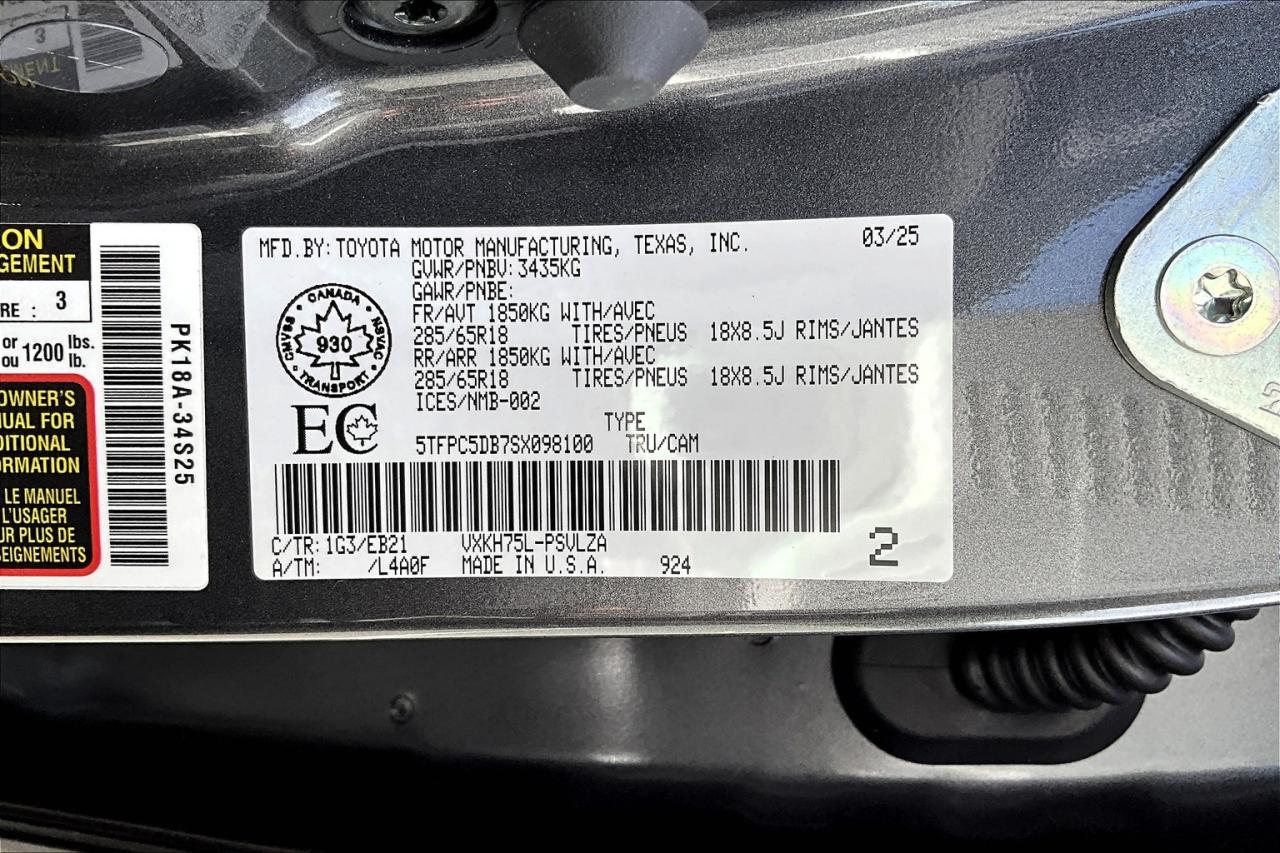 MFD.BY: TOYOTA MOTOR MANUFACTURING, TEXAS, INC. 03/25
GVWR/PNBV: 3435KG
GAWR/PNBE:
FR/AVT 1850KG WITH/AVEC
285/65R18 TIRES/PNEUS 18X8.5J RIMS/JANTES
RR/ARR 1850KG WITH/AVEC
285/65R18 TIRES/PNEUS 18X8.5J RIMS/JANTES
ICES/NMB-002
TYPE
5TFPC5DB7SX098100 TRU/CAM
C/TR: 1G3/EB21 VXKH75L-PSVLZA
A/TM: /L4A0F MADE IN U.S.A. 924
2
CANADA
CMVSS NSVAC
930
TRANSPORT
EC
ON
GEMENT
RE : 3
or lbs.
ou 1200 lb.
OWNER'S
UAL FOR
DITIONAL
RMATION
LE MANUEL
L'USAGER
UR PLUS DE
SEIGNEMENTS
PK18A-34S25